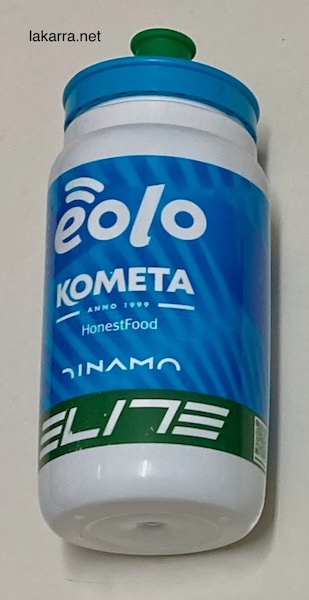 lakarra.net
eolo
KOMETA
ANNO 1999
HonestFood
DINAMO
ELITE